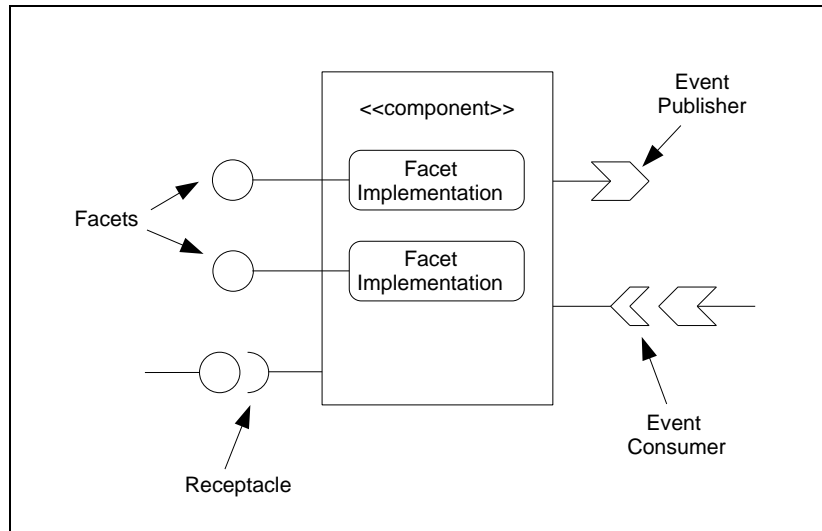 Event
Publisher
<<component>>
Facet
Implementation
Facets
Facet
Implementation
Event
Consumer
Receptacle